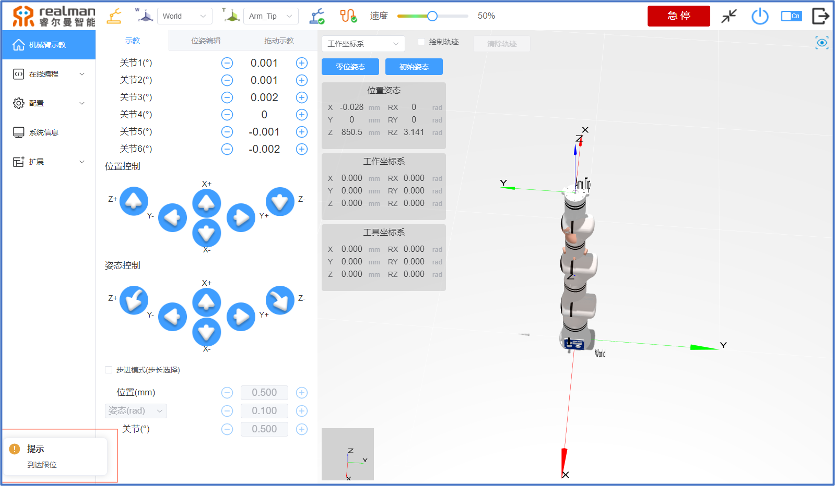 realman
睿尔曼智能
W
World
T
Arm_Tip
速度
50%
急停
Cn
机械臂示教
在线编程
配置
系统信息
扩展
示教
位姿编辑
拖动示教
关节1(°)
0.001
关节2(°)
0.001
关节3(°)
0.002
关节4(°)
0
关节5(°)
-0.001
关节6(°)
-0.002
位置控制
X+
Z+
Z
Y-
Y+
X-
姿态控制
X+
Z+
Z
Y-
Y+
X-
步进模式(步长选择)
位置(mm)
0.500
姿态(rad)
0.100
关节(°)
0.500
提示
到达限位
工作坐标系
绘制轨迹
清除轨迹
零位姿态
初始姿态
位置姿态
X -0.028 mm RX 0 rad
Y 0 mm RY 0 rad
Z 850.5 mm RZ 3.141 rad
工作坐标系
X 0.000 mm RX 0.000 rad
Y 0.000 mm RY 0.000 rad
Z 0.000 mm RZ 0.000 rad
工具坐标系
X 0.000 mm RX 0.000 rad
Y 0.000 mm RY 0.000 rad
Z 0.000 mm RZ 0.000 rad
X
Z
Y
Arm_Tip
Z
Y
World
X
Z
Y
X